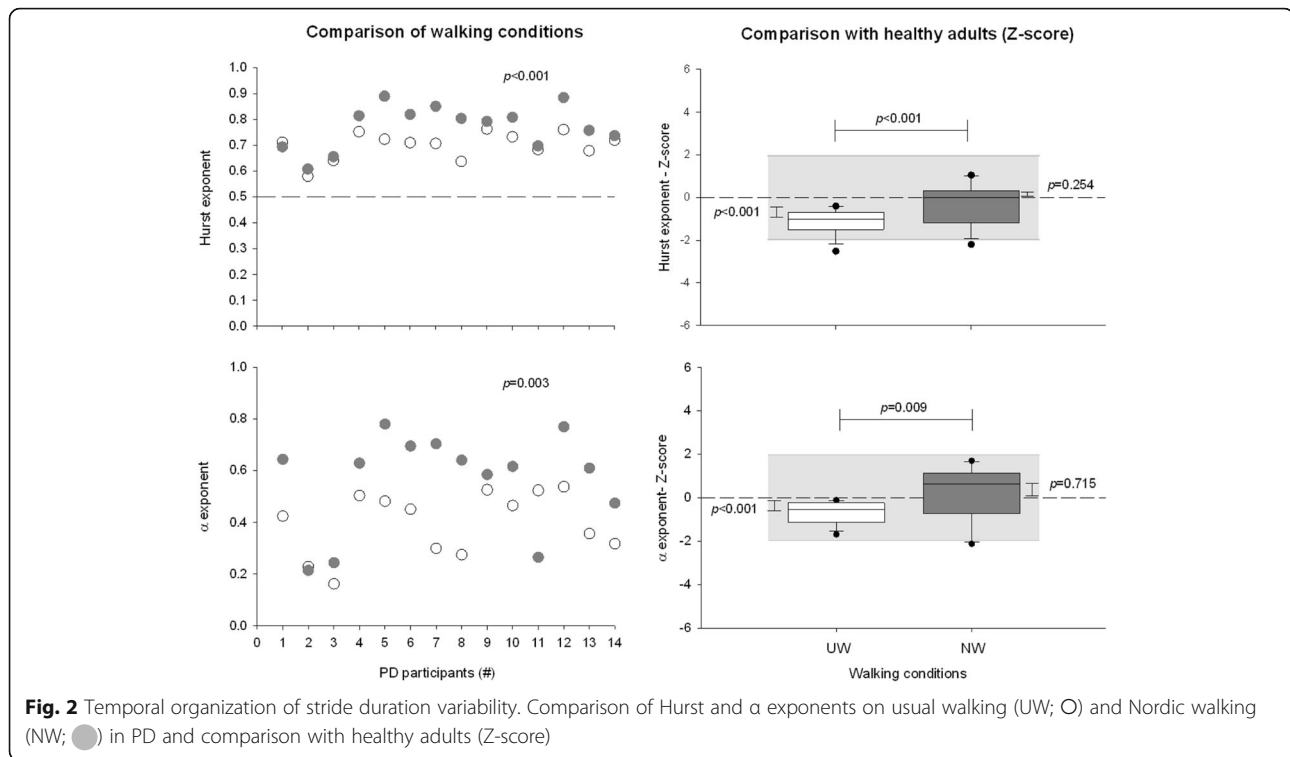 Comparison of walking conditions
Comparison with healthy adults (Z-score)
1.0
0.9
0.8
0.7
0.6
0.5
0.4
0.3
0.2
0.1
0.0
Hurst exponent
p<0.001
6
4
2
0
-2
-4
-6
Hurst exponent - Z-score
p<0.001
p<0.001
p=0.254
1.0
0.8
0.6
0.4
0.2
0.0
α exponent
p=0.003
0 1 2 3 4 5 6 7 8 9 10 11 12 13 14
PD participants (#)
6
4
2
0
-2
-4
-6
α exponent- Z-score
p=0.009
p<0.001
p=0.715
UW NW
Walking conditions
Fig. 2 Temporal organization of stride duration variability. Comparison of Hurst and α exponents on usual walking (UW; O) and Nordic walking
(NW; ) in PD and comparison with healthy adults (Z-score)